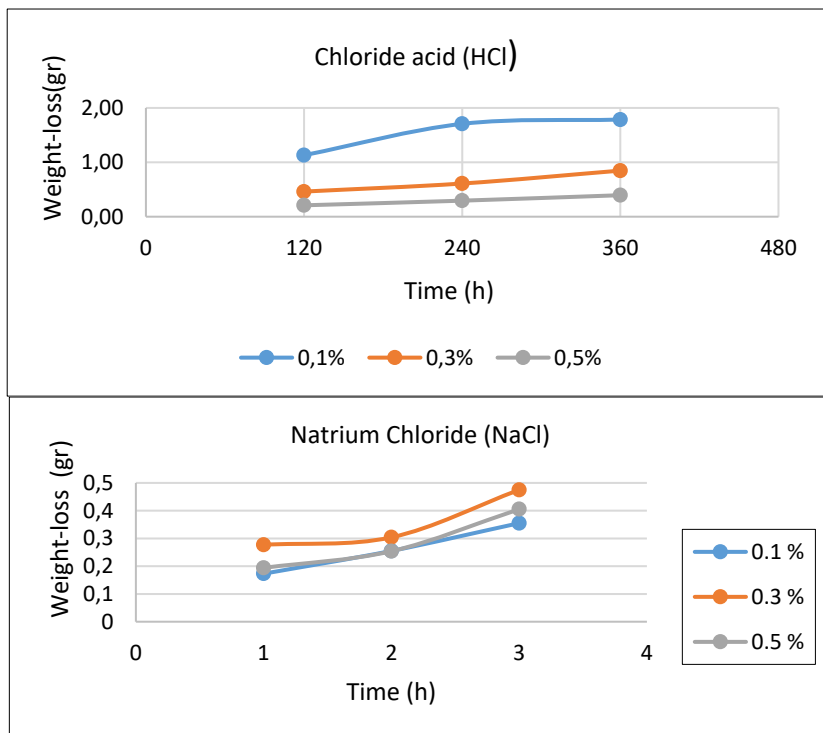 Chloride acid (HCl)
Weight-loss(gr)
2,00
1,00
0,00
0 120 240 360 480
Time (h)
0,1% 0,3% 0,5%
Natrium Chloride (NaCl)
Weight-loss (gr)
0,5
0,4
0,3
0,2
0,1
0
0 1 2 3 4
Time (h)
0.1 %
0.3 %
0.5 %